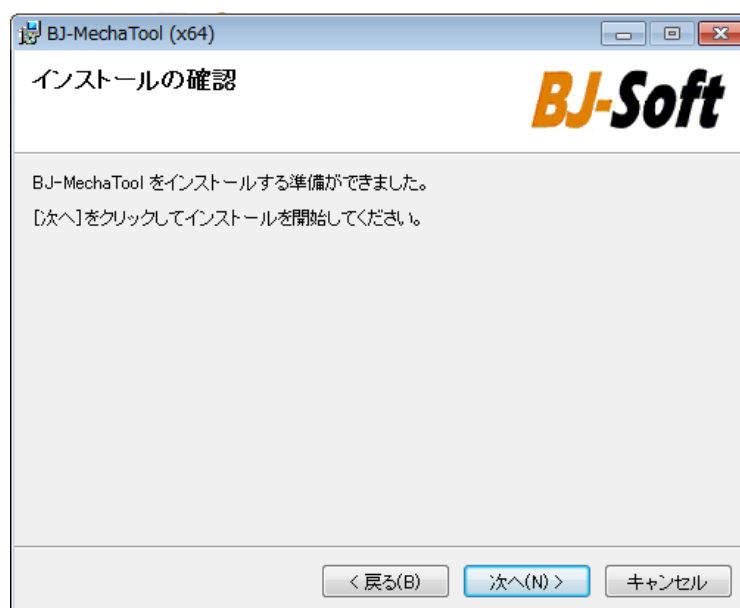 BJ-MechaTool (x64)
インストールの確認
BJ-Soft
BJ-MechaTool をインストールする準備ができました。
[次へ]をクリックしてインストールを開始してください。
< 戻る(B)
次へ(N) >
キャンセル